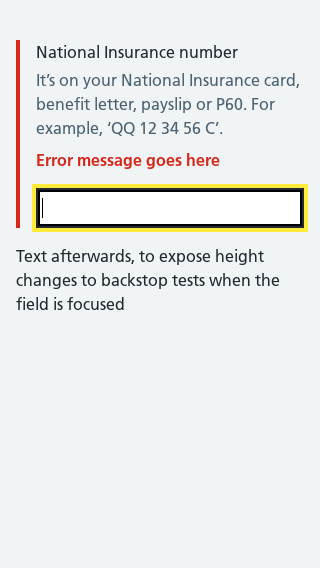 National Insurance number
It’s on your National Insurance card,
benefit letter, payslip or P60. For
example, ‘QQ 12 34 56 C’.
Error message goes here
Text afterwards, to expose height
changes to backstop tests when the
field is focused